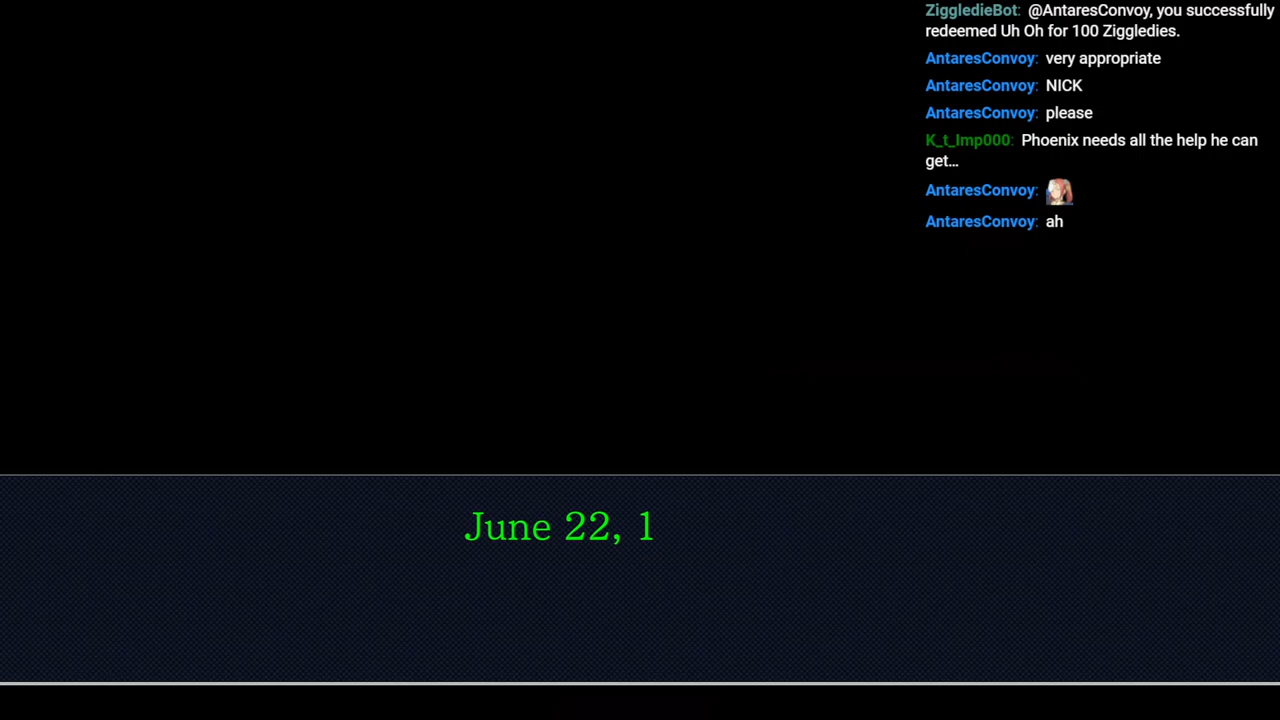 ZiggledieBot: @AntaresConvoy, you successfully
redeemed Uh Oh for 100 Ziggledies.
AntaresConvoy: very appropriate
AntaresConvoy: NICK
AntaresConvoy: please
K_t_Imp000: Phoenix needs all the help he can
get...
AntaresConvoy:
AntaresConvoy: ah
June 22, 1